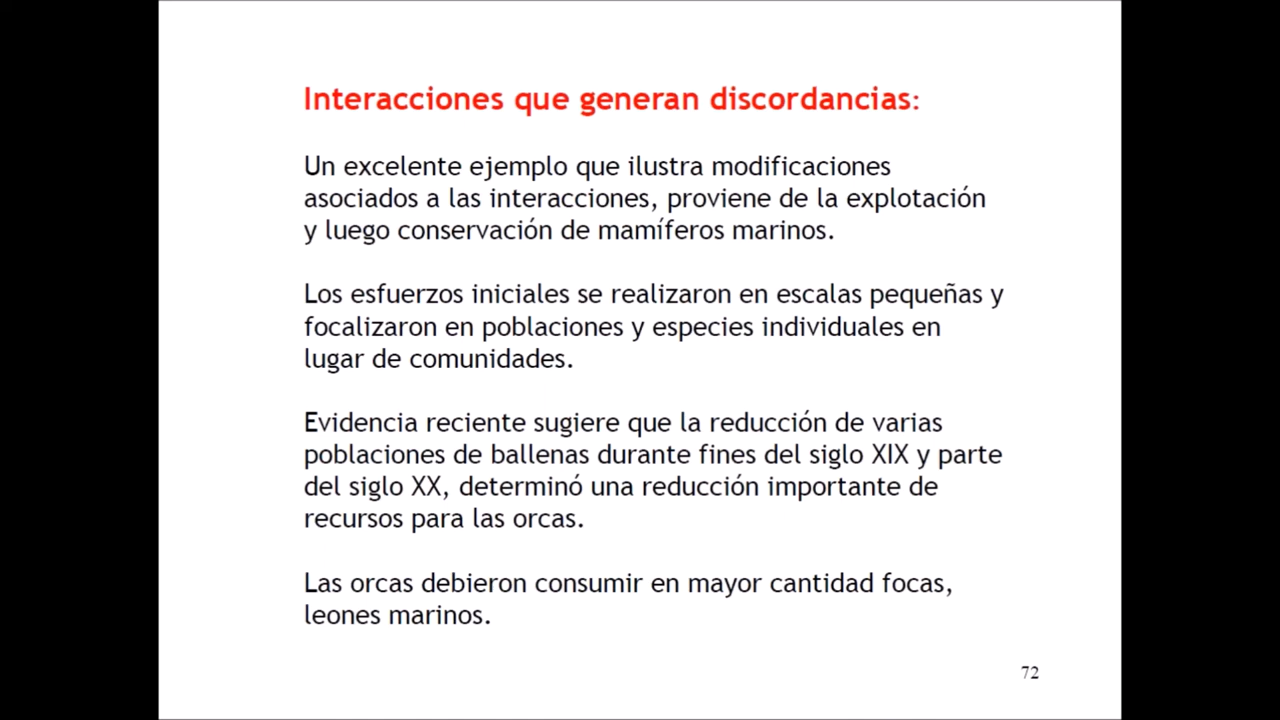 Interacciones que generan discordancias:
Un excelente ejemplo que ilustra modificaciones
asociados a las interacciones, proviene de la explotación
y luego conservación de mamíferos marinos.
Los esfuerzos iniciales se realizaron en escalas pequeñas y
focalizaron en poblaciones y especies individuales en
lugar de comunidades.
Evidencia reciente sugiere que la reducción de varias
poblaciones de ballenas durante fines del siglo XIX y parte
del siglo XX, determinó una reducción importante de
recursos para las orcas.
Las orcas debieron consumir en mayor cantidad focas,
leones marinos.
72